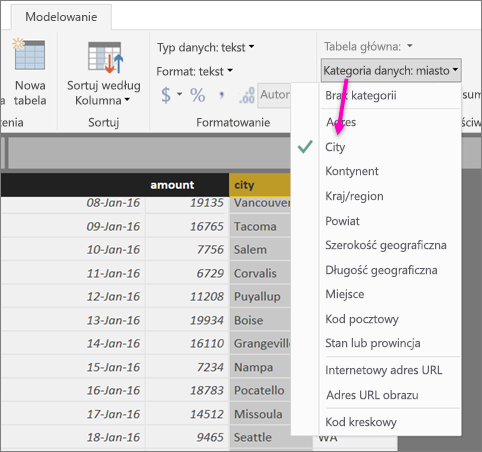 Modelowanie
Nowa tabela
Sortuj według Kolumna
Sortuj
Typ danych: tekst
Format: tekst
$ % , Autom
Formatowanie
Tabela główna:
Kategoria danych: miasto
Brak kategorii
Adres
City
Kontynent
Kraj/region
Powiat
Szerokość geograficzna
Długość geograficzna
Miejsce
Kod pocztowy
Stan lub prowincja
Internetowy adres URL
Adres URL obrazu
Kod kreskowy
amount city
08-Jan-16 19135 Vancouver
09-Jan-16 16765 Tacoma
10-Jan-16 7756 Salem
11-Jan-16 6729 Corvalis
12-Jan-16 11208 Puyallup
13-Jan-16 19934 Boise
14-Jan-16 16110 Grangeville
15-Jan-16 7234 Nampa
16-Jan-16 18783 Pocatello
17-Jan-16 14512 Missoula
18-Jan-16 9465 Seattle WA